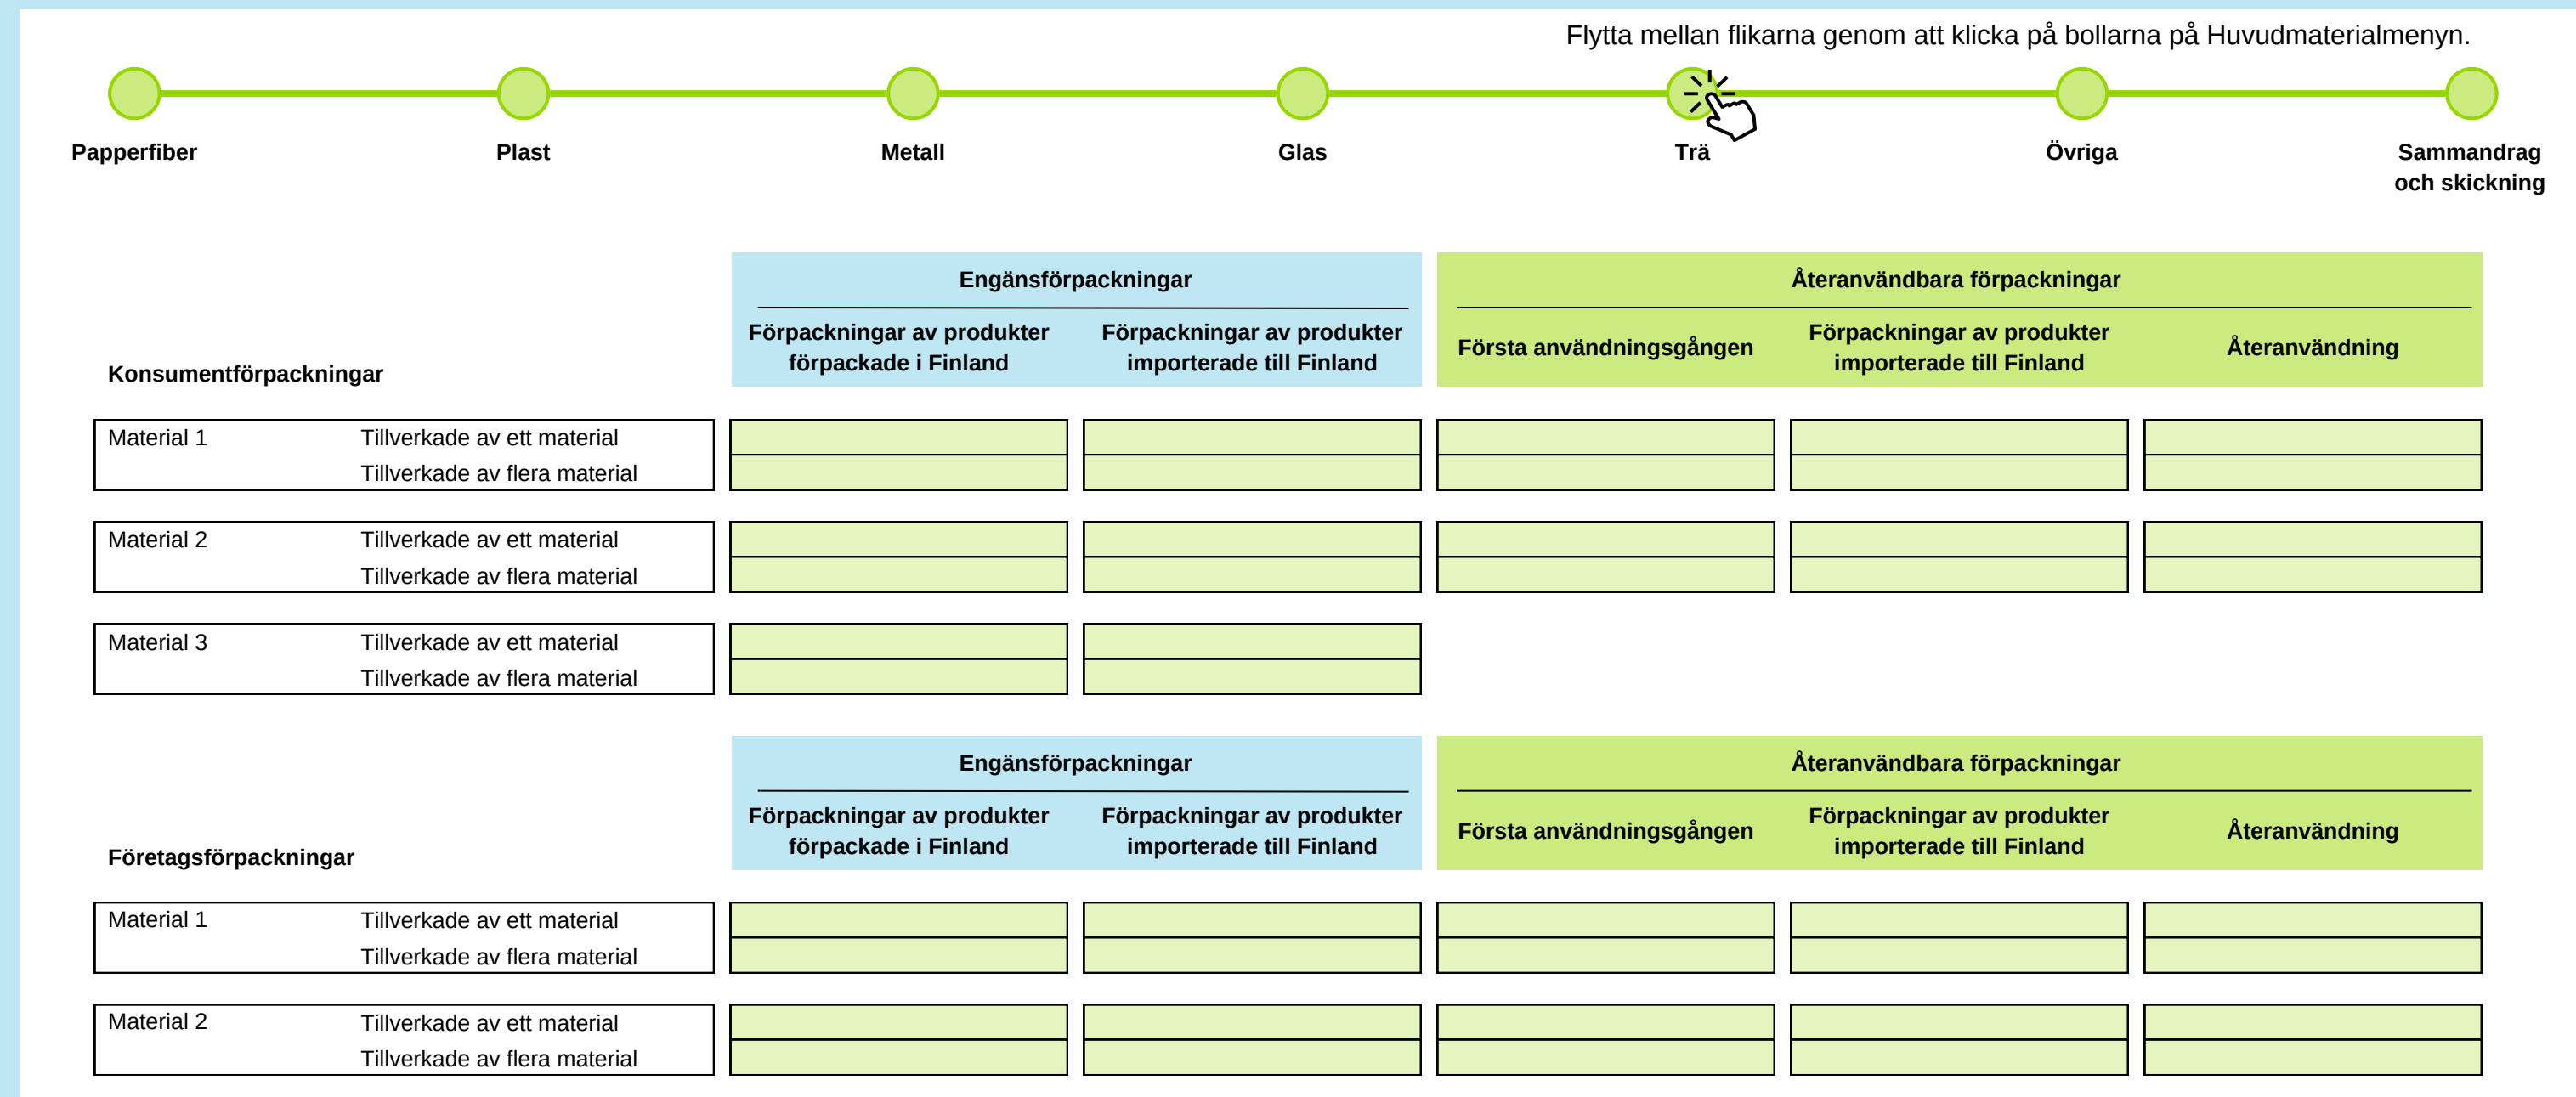 Flytta mellan flikarna genom att klicka på bollarna på Huvudmaterialmenyn.
Papperfiber Plast Metall Glas Trä Övriga Sammandrag
och skickning
Engänsförpackningar Återanvändbara förpackningar
Förpackningar av produkter Förpackningar av produkter Första användningsgången Förpackningar av produkter Återanvändning
förpackade i Finland importerade till Finland importerade till Finland
Konsumentförpackningar
Material 1 Tillverkade av ett material
Tillverkade av flera material
Material 2 Tillverkade av ett material
Tillverkade av flera material
Material 3 Tillverkade av ett material
Tillverkade av flera material
Engänsförpackningar Återanvändbara förpackningar
Förpackningar av produkter Förpackningar av produkter Första användningsgången Förpackningar av produkter Återanvändning
förpackade i Finland importerade till Finland importerade till Finland
Företagsförpackningar
Material 1 Tillverkade av ett material
Tillverkade av flera material
Material 2 Tillverkade av ett material
Tillverkade av flera material